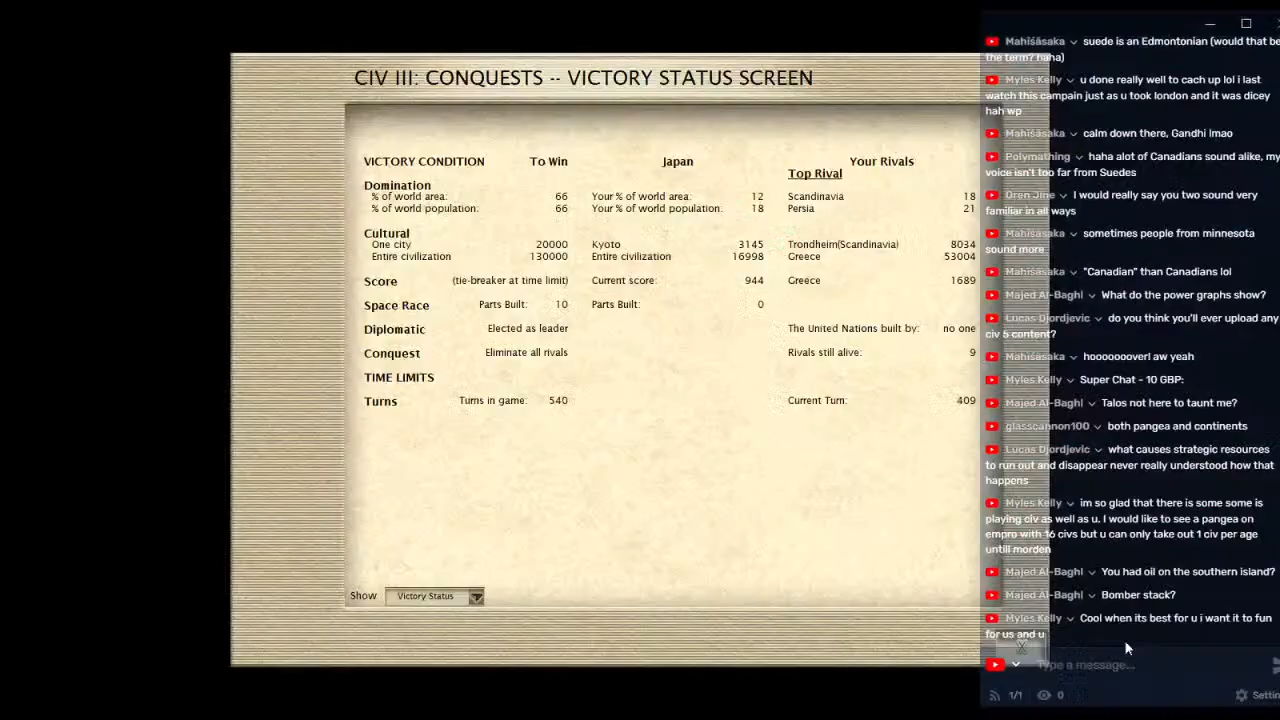 CIV III: CONQUESTS -- VICTORY STATUS SCREEN
VICTORY CONDITION To Win Japan Your Rivals
Top Rival
Domination
% of world area: 66 Your % of world area: 12 Scandinavia 18
% of world population: 66 Your % of world population: 18 Persia 21
Cultural
One city 20000 Kyoto 3145 Trondheim(Scandinavia) 8034
Entire civilization 130000 Entire civilization 16998 Greece 53004
Score (tie-breaker at time limit) Current score: 944 Greece 1689
Space Race Parts Built: 10 Parts Built: 0
Diplomatic Elected as leader The United Nations built by: no one
Conquest Eliminate all rivals Rivals still alive: 9
TIME LIMITS
Turns Turns in game: 540 Current Turn: 409
Show Victory Status
X
Mahiśāsaka suede is an Edmontonian (would that be
the term? haha)
Myles Kelly u done really well to cach up lol i last
watch this campain just as u took london and it was dicey
hah wp
Mahiśāsaka calm down there, Gandhi lmao
Polymathing haha alot of Canadians sound alike, my
voice isn't too far from Suedes
Oren Jine I would really say you two sound very
familiar in all ways
Mahiśāsaka sometimes people from minnesota
sound more
Mahiśāsaka "Canadian" than Canadians lol
Majed Al-Baghl What do the power graphs show?
Lucas Djordjevic do you think you'll ever upload any
civ 5 content?
Mahiśāsaka hooooooverl aw yeah
Myles Kelly Super Chat - 10 GBP:
Majed Al-Baghl Talos not here to taunt me?
glasscannon100 both pangea and continents
Lucas Djordjevic what causes strategic resources
to run out and disappear never really understood how that
happens
Myles Kelly im so glad that there is some some is
playing civ as well as u. I would like to see a pangea on
empro with 16 civs but u can only take out 1 civ per age
untill morden
Majed Al-Baghl You had oil on the southern island?
Majed Al-Baghl Bomber stack?
Myles Kelly Cool when its best for u i want it to fun
for us and u
Type a message...
1/1 0 Settin